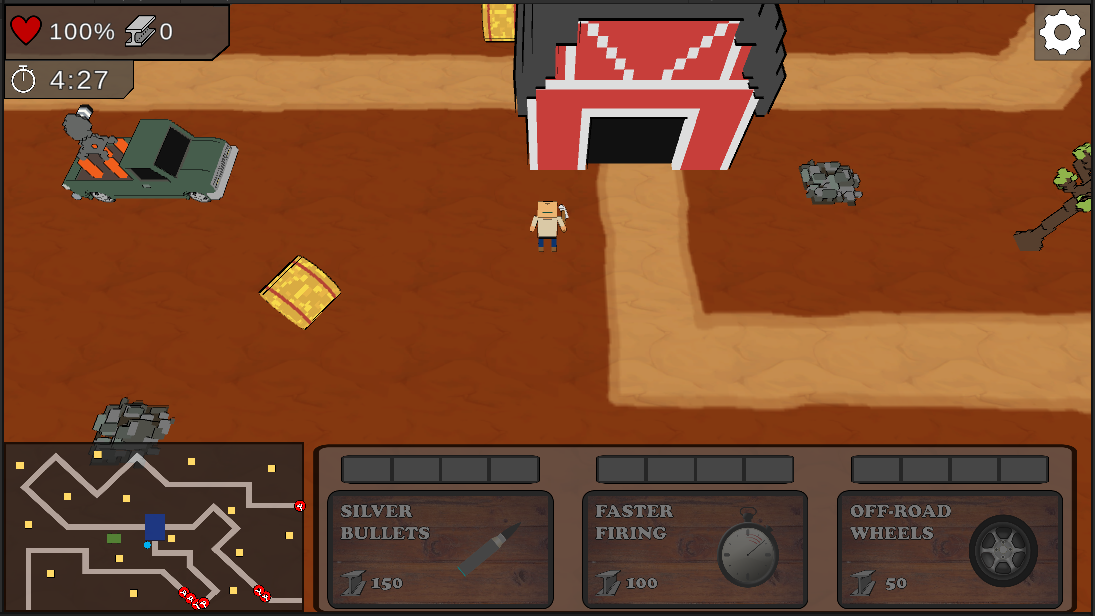 100% 0
4:27
SILVER
BULLETS
150
FASTER
FIRING
100
OFF-ROAD
WHEELS
50